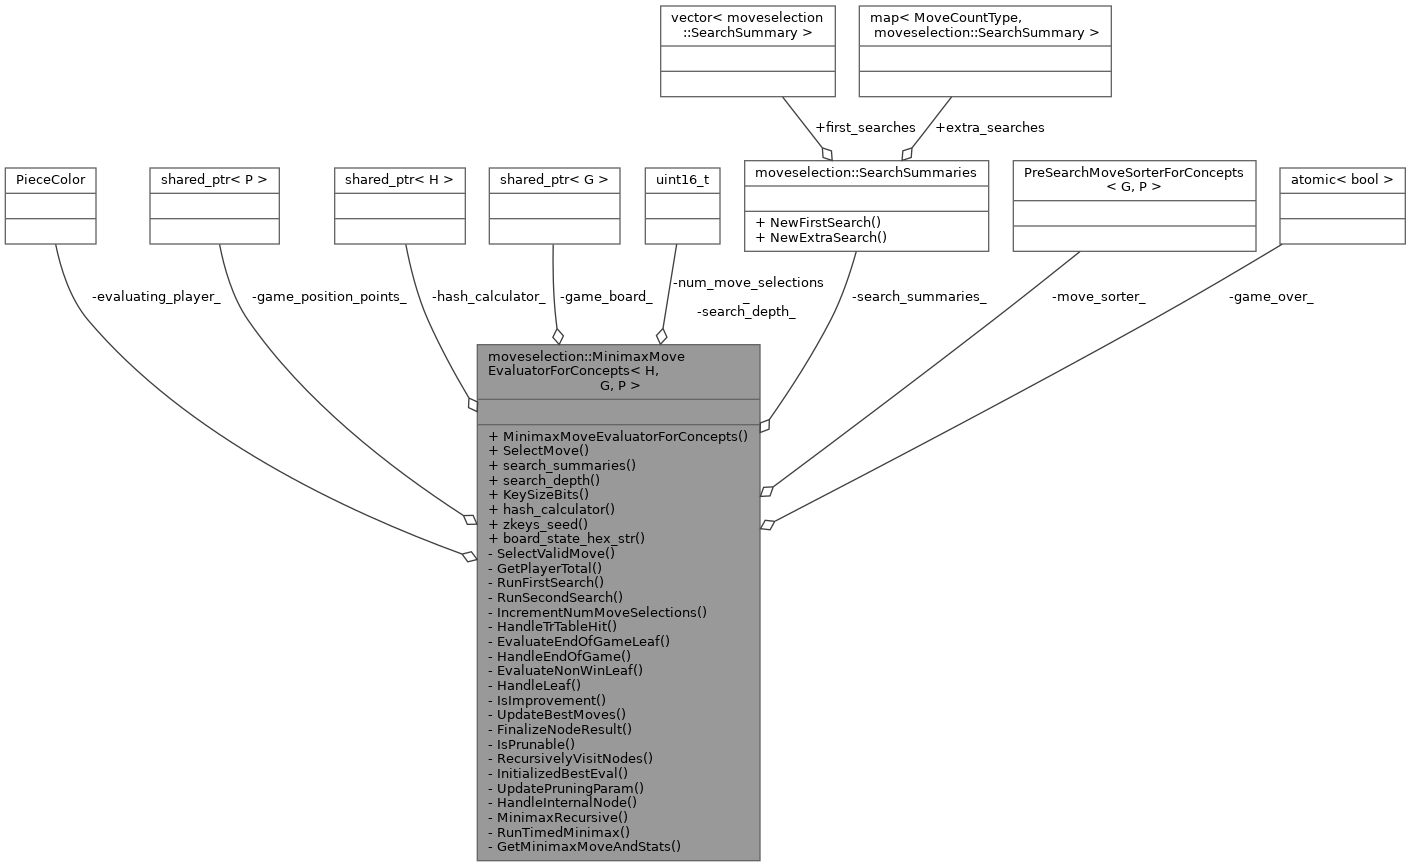 vector< moveselection
::SearchSummary >
map< MoveCountType,
moveselection::SearchSummary >
+first_searches
+extra_searches
PieceColor
shared_ptr< P >
shared_ptr< H >
shared_ptr< G >
uint16_t
moveselection::SearchSummaries
+ NewFirstSearch()
+ NewExtraSearch()
PreSearchMoveSorterForConcepts
< G, P >
atomic< bool >
-evaluating_player_
-game_position_points_
-hash_calculator_
-game_board_
-num_move_selections
_
-search_depth_
-search_summaries_
-move_sorter_
-game_over_
moveselection::MinimaxMove
EvaluatorForConcepts< H,
G, P >
+ MinimaxMoveEvaluatorForConcepts()
+ SelectMove()
+ search_summaries()
+ search_depth()
+ KeySizeBits()
+ hash_calculator()
+ zkeys_seed()
+ board_state_hex_str()
- SelectValidMove()
- GetPlayerTotal()
- RunFirstSearch()
- RunSecondSearch()
- IncrementNumMoveSelections()
- HandleTrTableHit()
- EvaluateEndOfGameLeaf()
- HandleEndOfGame()
- EvaluateNonWinLeaf()
- HandleLeaf()
- IsImprovement()
- UpdateBestMoves()
- FinalizeNodeResult()
- IsPrunable()
- RecursivelyVisitNodes()
- InitializedBestEval()
- UpdatePruningParam()
- HandleInternalNode()
- MinimaxRecursive()
- RunTimedMinimax()
- GetMinimaxMoveAndStats()